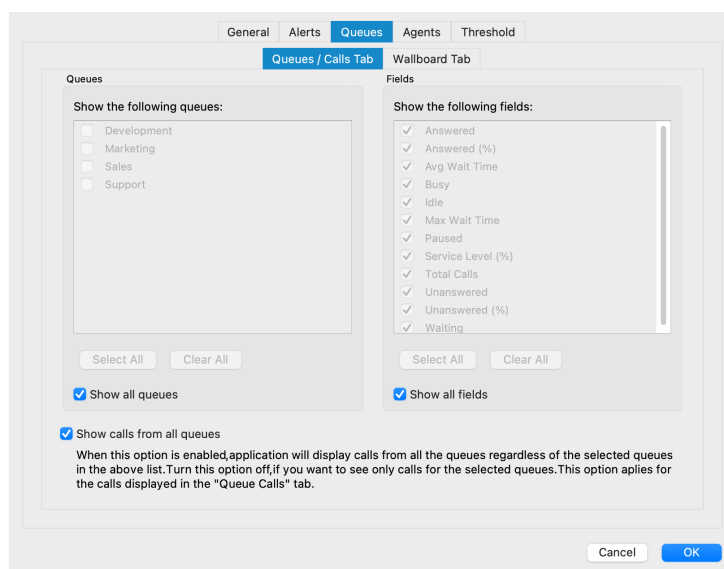 General Alerts Queues Agents Threshold
Queues / Calls Tab Wallboard Tab
Queues
Show the following queues:
Development
Marketing
Sales
Support
Select All Clear All
Show all queues
Fields
Show the following fields:
Answered
Answered (%)
Avg Wait Time
Busy
Idle
Max Wait Time
Paused
Service Level (%)
Total Calls
Unanswered
Unanswered (%)
Waiting
Select All Clear All
Show all fields
Show calls from all queues
When this option is enabled,application will display calls from all the queues regardless of the selected queues
in the above list.Turn this option off,if you want to see only calls for the selected queues.This option aplies for
the calls displayed in the "Queue Calls" tab.
Cancel OK